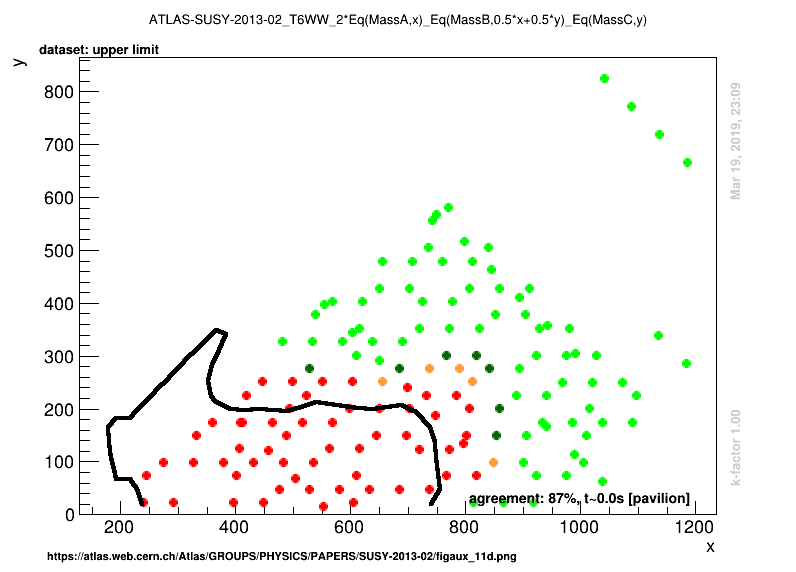 ATLAS-SUSY-2013-02_T6WW_2*Eq(MassA,x)_Eq(MassB,0.5*x+0.5*y)_Eq(MassC,y)
dataset: upper limit
y
800
700
600
500
400
300
200
100
0
200
400
600
800
1000
1200
x
agreement: 87%, t~0.0s [pavilion]
Mar 19, 2019, 23:09
k-factor 1.00
https://atlas.web.cern.ch/Atlas/GROUPS/PHYSICS/PAPERS/SUSY-2013-02/figaux_11d.png